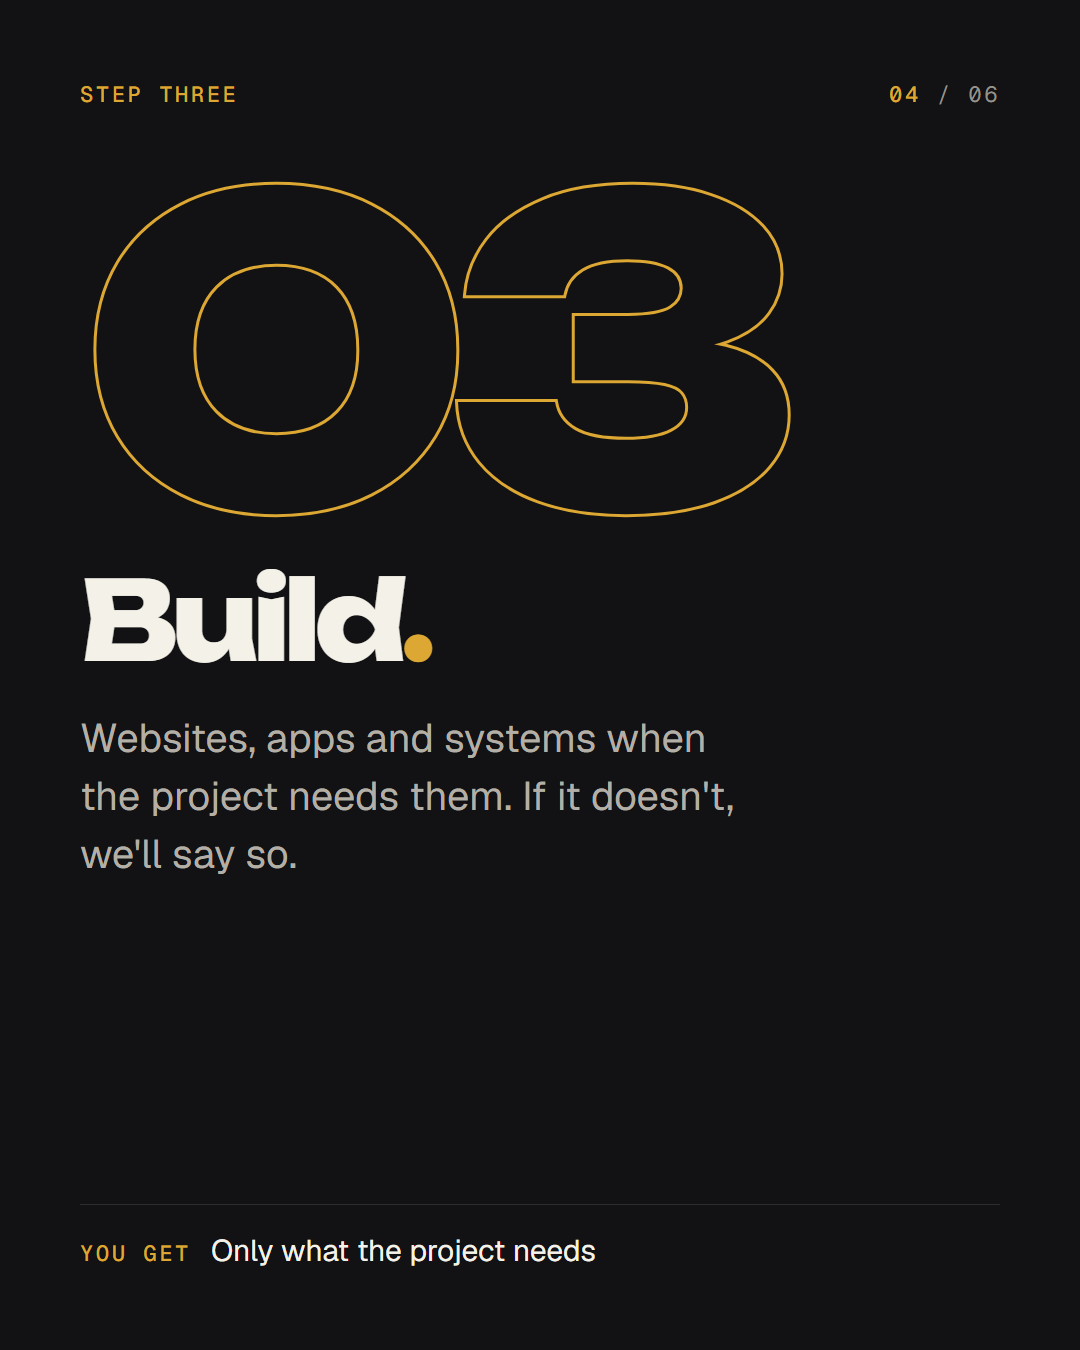 STEP THREE
04 / 06
03
Build.
Websites, apps and systems when
the project needs them. If it doesn't,
we'll say so.
YOU GET Only what the project needs